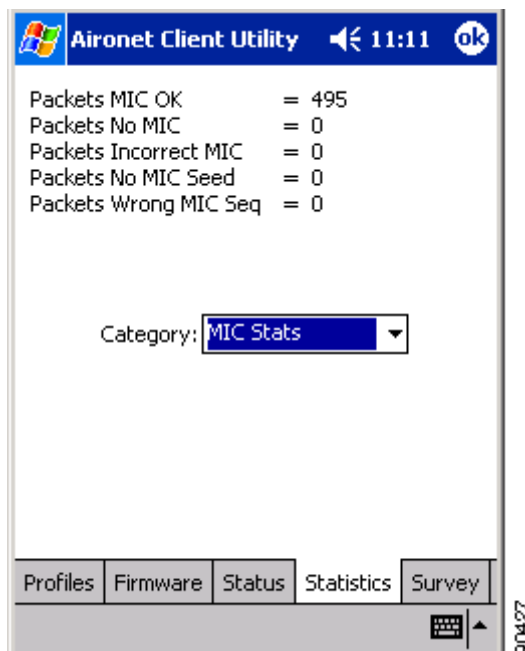 Aironet Client Utility 11:11 ok
Packets MIC OK = 495
Packets No MIC = 0
Packets Incorrect MIC = 0
Packets No MIC Seed = 0
Packets Wrong MIC Seq = 0
Category: MIC Stats
Profiles Firmware Status Statistics Survey
90427